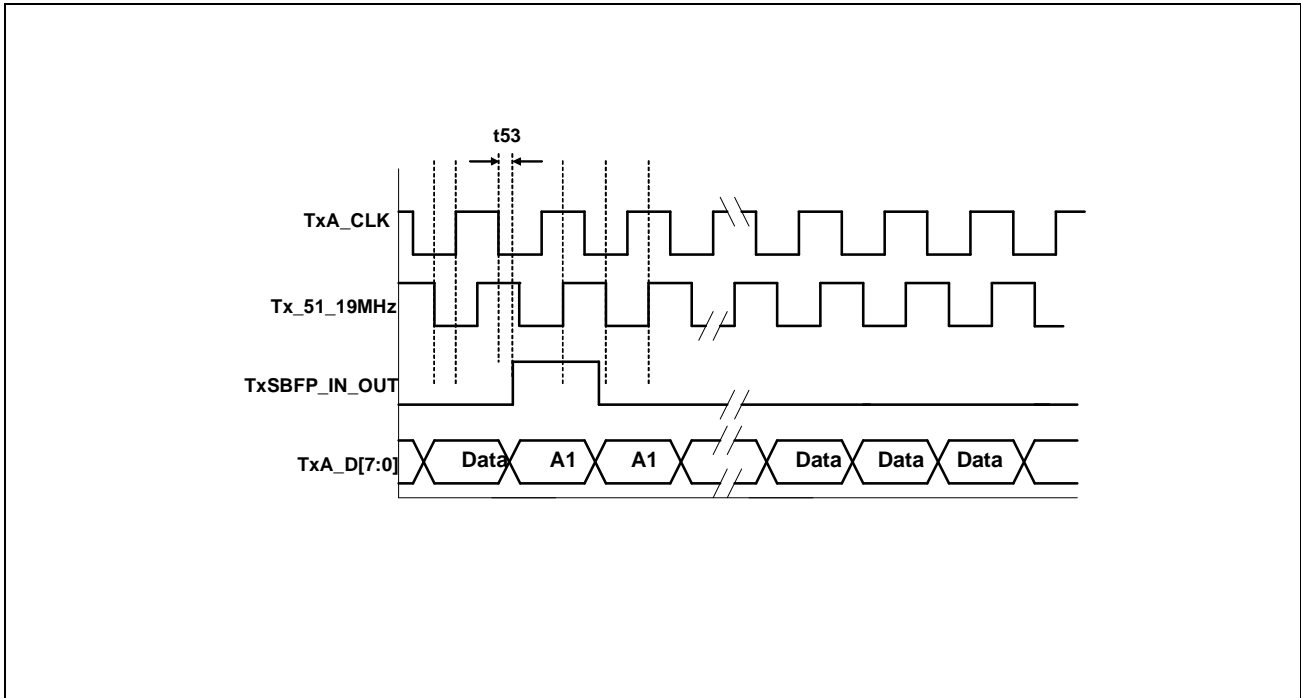 t53
TxA_CLK
Tx_51_19MHz
TxSBFP_IN_OUT
TxA_D[7:0]
Data
A1
A1
Data
Data
Data